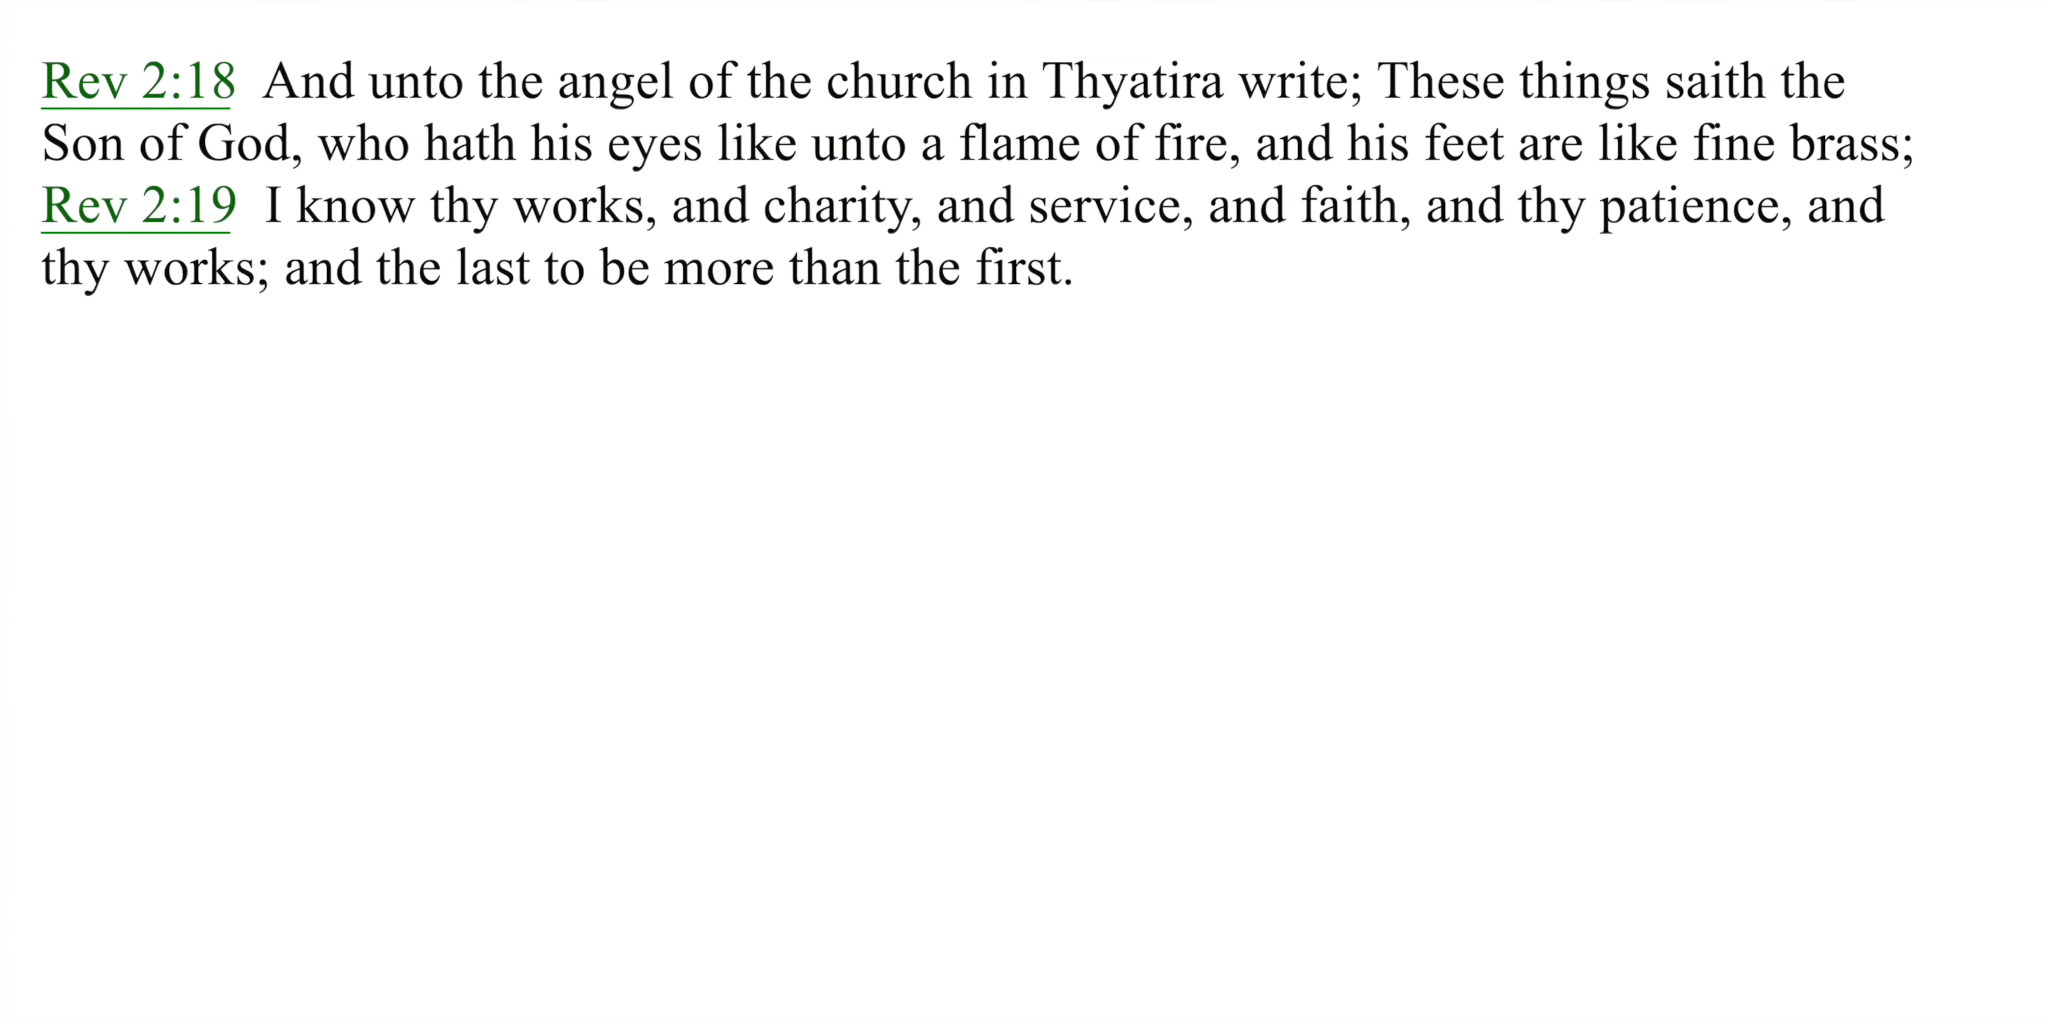 Rev 2:18  And unto the angel of the church in Thyatira write; These things saith the
Son of God, who hath his eyes like unto a flame of fire, and his feet are like fine brass;
Rev 2:19  I know thy works, and charity, and service, and faith, and thy patience, and
thy works; and the last to be more than the first.